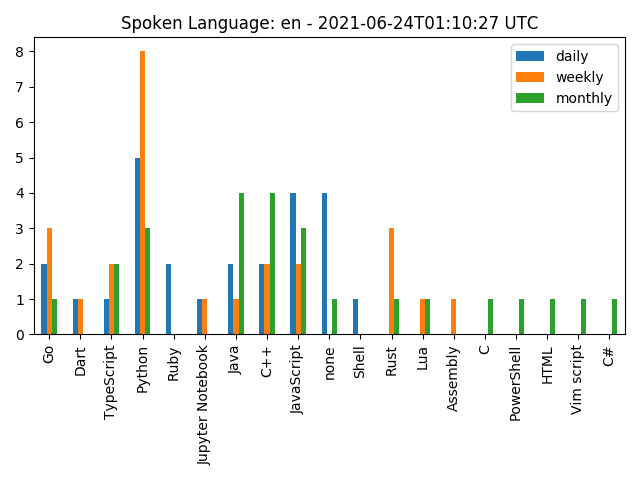 Spoken Language: en - 2021-06-24T01:10:27 UTC
daily
weekly
monthly
8
7
6
5
4
3
2
1
0
Go
Dart
TypeScript
Python
Ruby
Jupyter Notebook
Java
C++
JavaScript
none
Shell
Rust
Lua
Assembly
C
PowerShell
HTML
Vim script
C#